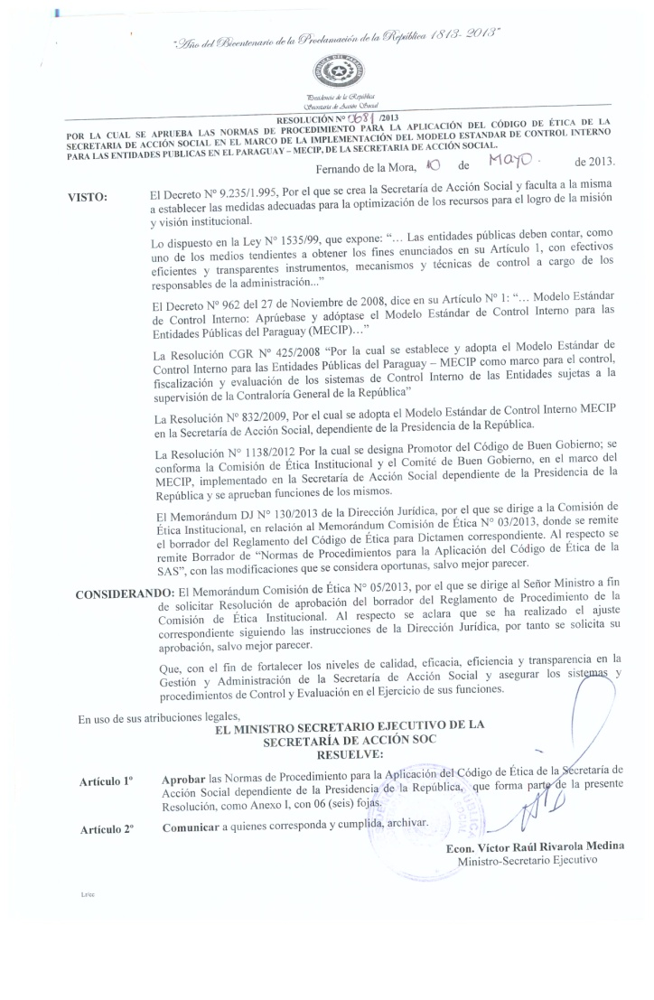 "Año del Bicentenario de la Proclamación de la República 1813- 2013"
Presidencia de la República
Secretaría de Acción Social
RESOLUCIÓN Nº 0681 /2013
POR LA CUAL SE APRUEBA LAS NORMAS DE PROCEDIMIENTO PARA LA APLICACIÓN DEL CÓDIGO DE ÉTICA DE LA
SECRETARIA DE ACCIÓN SOCIAL EN EL MARCO DE LA IMPLEMENTACIÓN DEL MODELO ESTANDAR DE CONTROL INTERNO
PARA LAS ENTIDADES PUBLICAS EN EL PARAGUAY – MECIP, DE LA SECRETARIA DE ACCIÓN SOCIAL.
Fernando de la Mora, 10 de MAYO. de 2013.
VISTO: El Decreto Nº 9.235/1.995, Por el que se crea la Secretaría de Acción Social y faculta a la misma
a establecer las medidas adecuadas para la optimización de los recursos para el logro de la misión
y visión institucional.
Lo dispuesto en la Ley Nº 1535/99, que expone: "… Las entidades públicas deben contar, como
uno de los medios tendientes a obtener los fines enunciados en su Artículo 1, con efectivos
eficientes y transparentes instrumentos, mecanismos y técnicas de control a cargo de los
responsables de la administración..."
El Decreto Nº 962 del 27 de Noviembre de 2008, dice en su Artículo Nº 1: "… Modelo Estándar
de Control Interno: Apruébase y adóptase el Modelo Estándar de Control Interno para las
Entidades Públicas del Paraguay (MECIP)…"
La Resolución CGR Nº 425/2008 "Por la cual se establece y adopta el Modelo Estándar de
Control Interno para las Entidades Públicas del Paraguay – MECIP como marco para el control,
fiscalización y evaluación de los sistemas de Control Interno de las Entidades sujetas a la
supervisión de la Contraloría General de la República"
La Resolución Nº 832/2009, Por el cual se adopta el Modelo Estándar de Control Interno MECIP
en la Secretaría de Acción Social, dependiente de la Presidencia de la República.
La Resolución N° 1138/2012 Por la cual se designa Promotor del Código de Buen Gobierno; se
conforma la Comisión de Ética Institucional y el Comité de Buen Gobierno, en el marco del
MECIP, implementado en la Secretaría de Acción Social dependiente de la Presidencia de la
República y se aprueban funciones de los mismos.
El Memorándum DJ N° 130/2013 de la Dirección Jurídica, por el que se dirige a la Comisión de
Ética Institucional, en relación al Memorándum Comisión de Ética N° 03/2013, donde se remite
el borrador del Reglamento del Código de Ética para Dictamen correspondiente. Al respecto se
remite Borrador de "Normas de Procedimientos para la Aplicación del Código de Ética de la
SAS", con las modificaciones que se considera oportunas, salvo mejor parecer.
CONSIDERANDO: El Memorándum Comisión de Ética N° 05/2013, por el que se dirige al Señor Ministro a fin
de solicitar Resolución de aprobación del borrador del Reglamento de Procedimiento de la
Comisión de Ética Institucional. Al respecto se aclara que se ha realizado el ajuste
correspondiente siguiendo las instrucciones de la Dirección Jurídica, por tanto se solicita su
aprobación, salvo mejor parecer.
Que, con el fin de fortalecer los niveles de calidad, eficacia, eficiencia y transparencia en la
Gestión y Administración de la Secretaría de Acción Social y asegurar los sistemas y
procedimientos de Control y Evaluación en el Ejercicio de sus funciones.
En uso de sus atribuciones legales,
EL MINISTRO SECRETARIO EJECUTIVO DE LA
SECRETARÍA DE ACCIÓN SOC
RESUELVE:
Artículo 1º Aprobar las Normas de Procedimiento para la Aplicación del Código de Ética de la Secretaría de
Acción Social dependiente de la Presidencia de la República, que forma parte de la presente
Resolución, como Anexo I, con 06 (seis) fojas.
Artículo 2º Comunicar a quienes corresponda y cumplida, archivar.
Econ. Víctor Raúl Rivarola Medina
Ministro-Secretario Ejecutivo